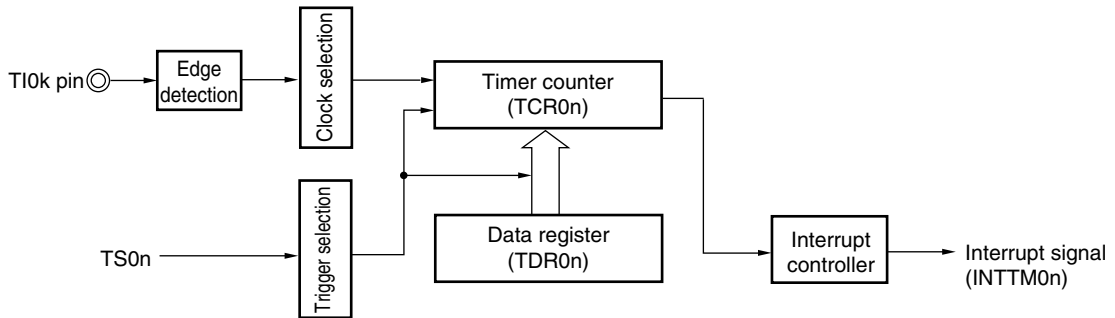 TI0k pin
Edge
detection
Clock selection
Timer counter
(TCR0n)
TS0n
Trigger selection
Data register
(TDR0n)
Interrupt
controller
Interrupt signal
(INTTM0n)